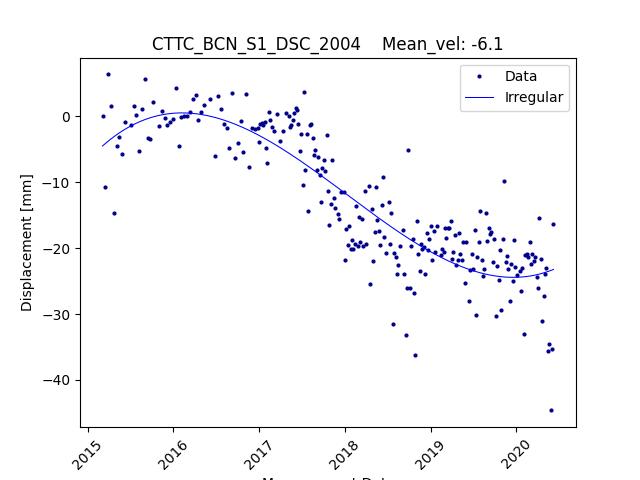 CTTC_BCN_S1_DSC_2004    Mean_vel: -6.1
Data
Irregular
Displacement [mm]
0
−10
−20
−30
−40
2015
2016
2017
2018
2019
2020